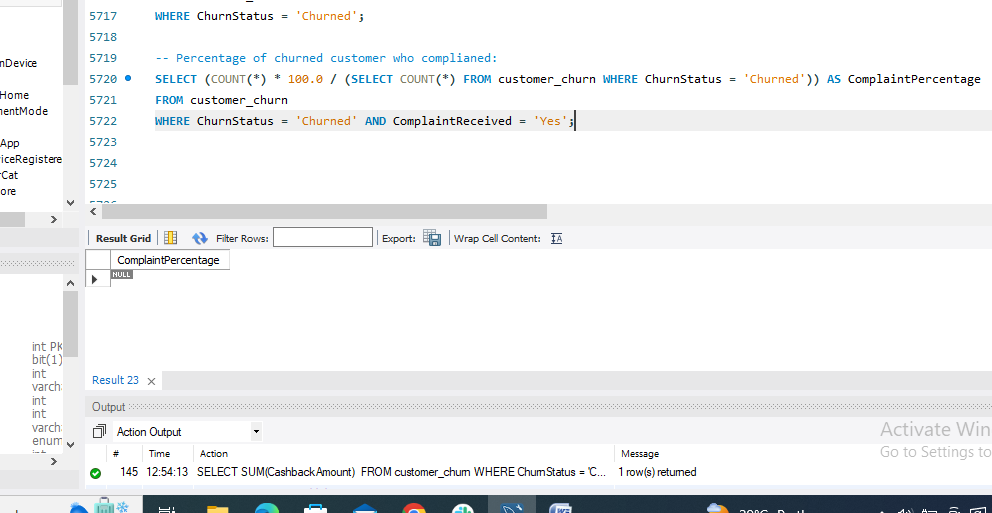 5717 WHERE ChurnStatus = 'Churned';
5718
5719 -- Percentage of churned customer who complianed:
5720 SELECT (COUNT(*) * 100.0 / (SELECT COUNT(*) FROM customer_churn WHERE ChurnStatus = 'Churned')) AS ComplaintPercentage
5721 FROM customer_churn
5722 WHERE ChurnStatus = 'Churned' AND ComplaintReceived = 'Yes';
5723
5724
5725
nDevice
Home
nentMode
App
riceRegistere
rCat
ore
Result Grid Filter Rows: Export: Wrap Cell Content: IA
ComplaintPercentage
NULL
int PK
bit(1)
int
varch
int
int
varch
enum
int
Result 23 ×
Output
Action Output
# Time Action Message
145 12:54:13 SELECT SUM(CashbackAmount) FROM customer_churn WHERE ChurnStatus = 'C... 1 row(s) returned
Activate Win
Go to Settings to